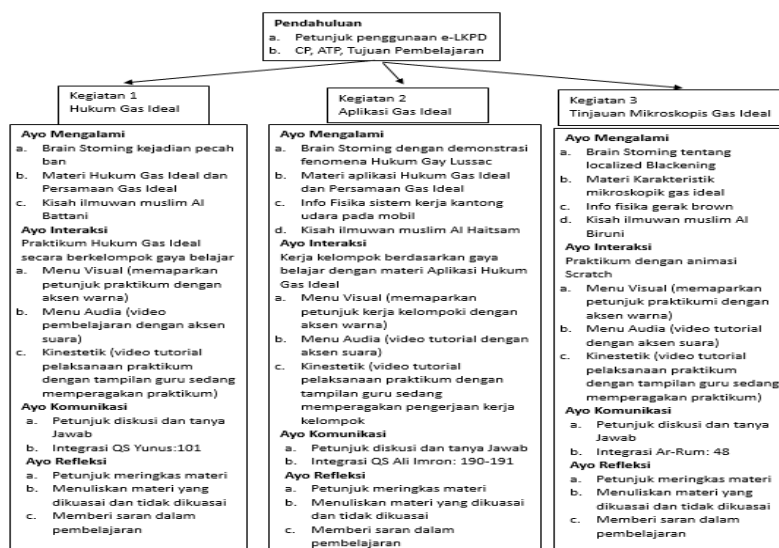 Pendahuluan
a. Petunjuk penggunaan e-LKPD
b. CP, ATP, Tujuan Pembelajaran
Kegiatan 1
Hukum Gas Ideal
Ayo Mengalami
a. Brain Stoming kejadian pecah
ban
b. Materi Hukum Gas Ideal dan
Persamaan Gas Ideal
c. Kisah ilmuwan muslim Al
Battani
Ayo Interaksi
Praktikum Hukum Gas Ideal
secara berkelompok gaya belajar
a. Menu Visual (memaparkan
petunjuk praktikum dengan
aksen warna)
b. Menu Audia (video
pembelajaran dengan aksen
suara)
c. Kinestetik (video tutorial
pelaksanaan praktikum
dengan tampilan guru sedang
memperagakan praktikum)
Ayo Komunikasi
a. Petunjuk diskusi dan tanya
Jawab
b. Integrasi QS Yunus:101
Ayo Refleksi
a. Petunjuk meringkas materi
b. Menuliskan materi yang
dikuasai dan tidak dikuasai
c. Memberi saran dalam
pembelajaran
Kegiatan 2
Aplikasi Gas Ideal
Ayo Mengalami
a. Brain Stoming dengan demonstrasi
fenomena Hukum Gay Lussac
b. Materi aplikasi Hukum Gas Ideal
dan Persamaan Gas Ideal
c. Info Fisika sistem kerja kantong
udara pada mobil
d. Kisah ilmuwan muslim Al Haitsam
Ayo Interaksi
Kerja kelompok berdasarkan gaya
belajar dengan materi Aplikasi Hukum
Gas Ideal
a. Menu Visual (memaparkan
petunjuk kerja kelompoki dengan
aksen warna)
b. Menu Audia (video tutorial dengan
aksen suara)
c. Kinestetik (video tutorial
pelaksanaan praktikum dengan
tampilan guru sedang
memperagakan pengerjaan kerja
kelompok
Ayo Komunikasi
a. Petunjuk diskusi dan tanya Jawab
b. Integrasi QS Ali Imron: 190-191
Ayo Refleksi
a. Petunjuk meringkas materi
b. Menuliskan materi yang dikuasai
dan tidak dikuasai
c. Memberi saran dalam
pembelajaran
Kegiatan 3
Tinjauan Mikroskopis Gas Ideal
Ayo Mengalami
a. Brain Stoming tentang
localized Blackening
b. Materi Karakteristik
mikroskopik gas ideal
c. Info fisika gerak brown
d. Kisah ilmuwan muslim Al
Biruni
Ayo Interaksi
Praktikum dengan animasi
Scratch
a. Menu Visual (memaparkan
petunjuk praktikumi dengan
aksen warna)
b. Menu Audia (video tutorial
dengan aksen suara)
c. Kinestetik (video tutorial
pelaksanaan praktikum
dengan tampilan guru sedang
memperagakan praktikum)
Ayo Komunikasi
a. Petunjuk diskusi dan tanya
Jawab
b. Integrasi Ar-Rum: 48
Ayo Refleksi
a. Petunjuk meringkas materi
b. Menuliskan materi yang
dikuasai dan tidak dikuasai
c. Memberi saran dalam
pembelajaran